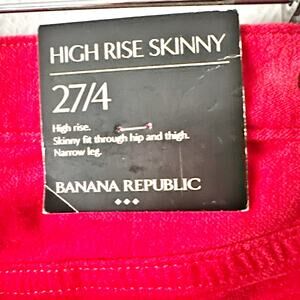 HIGH RISE SKINNY
27/4
High rise.
Skinny fit through hip and thigh.
Narrow leg.
BANANA REPUBLIC